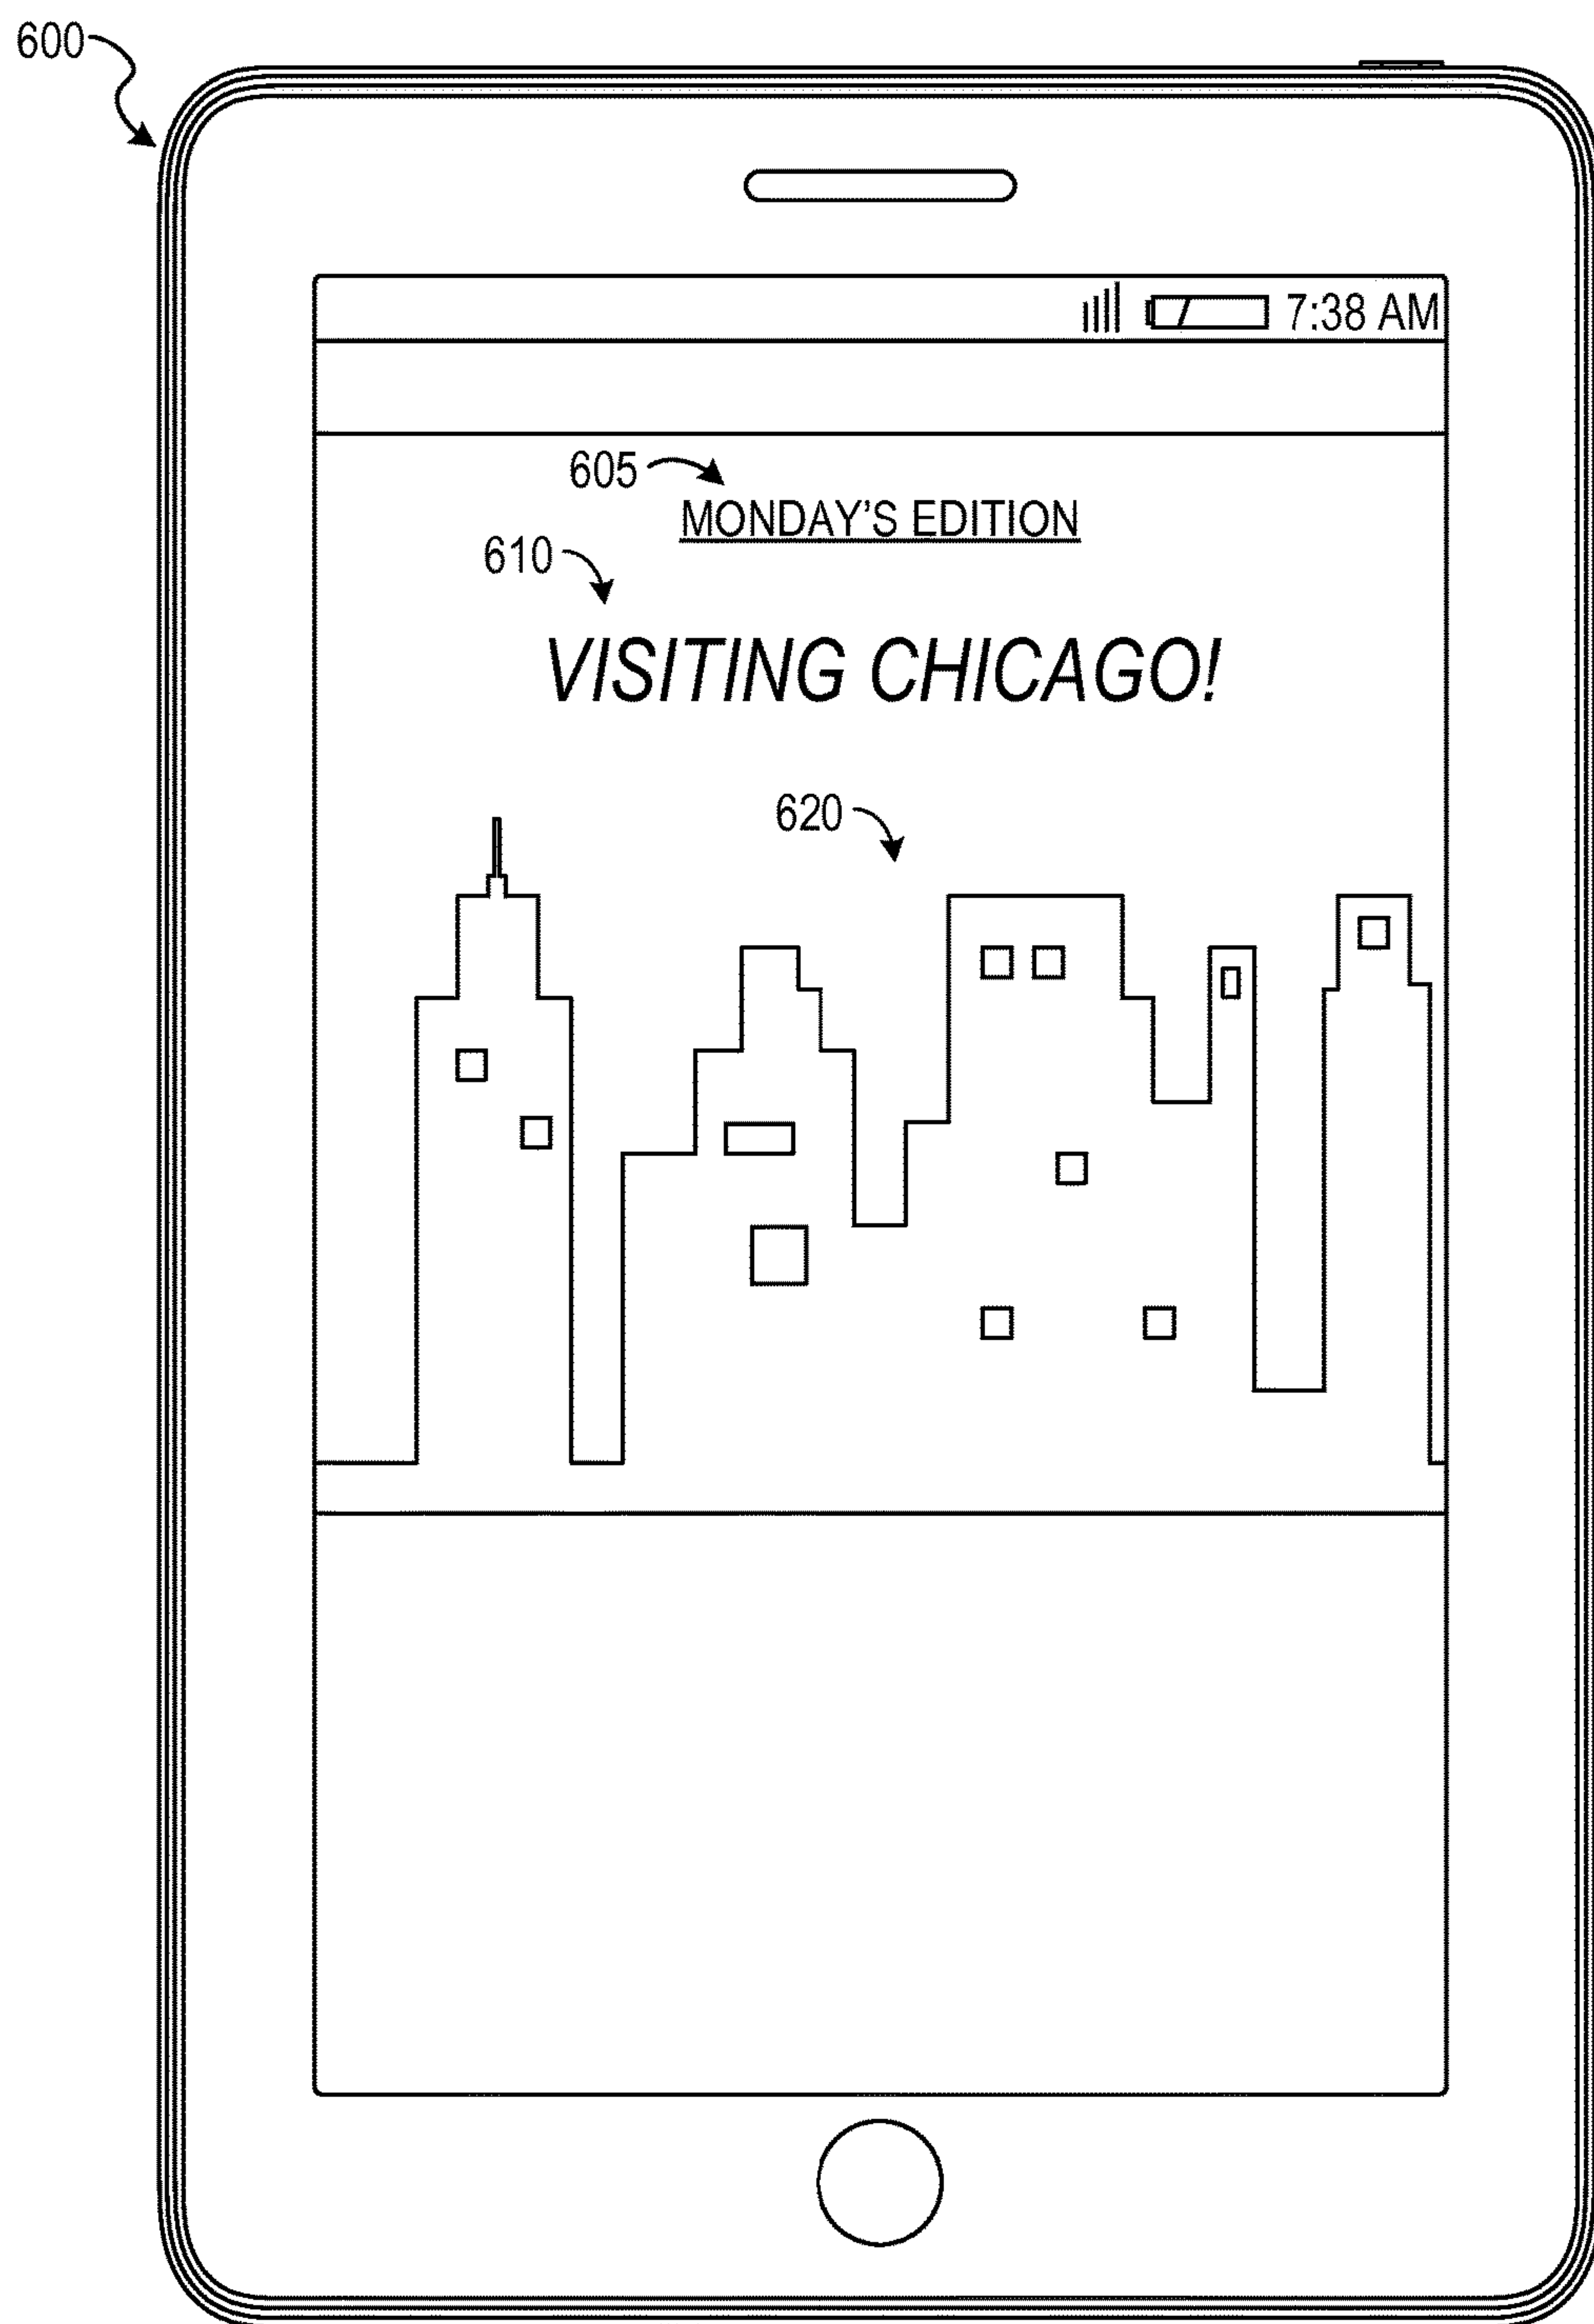 600
7:38 AM
605
MONDAY'S EDITION
610
VISITING CHICAGO!
620